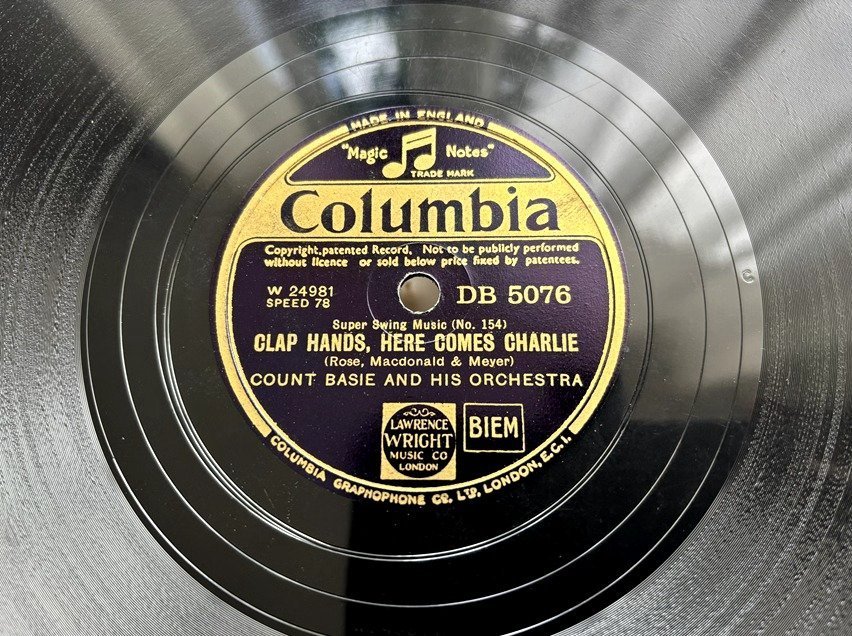 MADE IN ENGLAND
"Magic Notes"
TRADE MARK
Columbia
Copyright, patented Record. Not to be publicly performed
without licence or sold below price fixed by patentees.
W 24981
SPEED 78
DB 5076
Super Swing Music (No. 154)
CLAP HANDS, HERE COMES CHARLIE
(Rose, Macdonald & Meyer)
COUNT BASIE AND HIS ORCHESTRA
LAWRENCE
WRIGHT
MUSIC CO
LONDON
BIEM
COLUMBIA GRAPHOPHONE CO. LTD. LONDON, E.C.1.
C